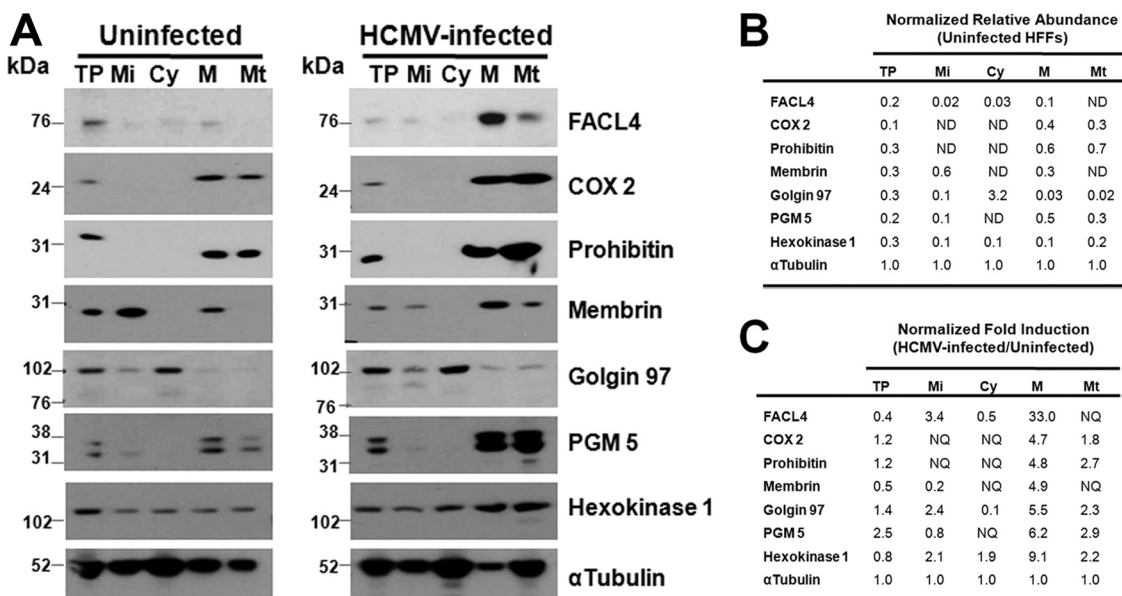 A
Uninfected
HCMV-infected
kDa
TP Mi Cy M Mt
kDa
TP Mi Cy M Mt
76
76
FACL4
24
24
COX 2
31
31
Prohibitin
31
31
Membrin
102
76
102
76
Golgin 97
38
31
38
31
PGM 5
102
102
Hexokinase 1
52
52
αTubulin
B
Normalized Relative Abundance
(Uninfected HFFs)
TP Mi Cy M Mt
FACL4 0.2 0.02 0.03 0.1 ND
COX 2 0.1 ND ND 0.4 0.3
Prohibitin 0.3 ND ND 0.6 0.7
Membrin 0.3 0.6 ND 0.3 ND
Golgin 97 0.3 0.1 3.2 0.03 0.02
PGM 5 0.2 0.1 ND 0.5 0.3
Hexokinase 1 0.3 0.1 0.1 0.1 0.2
αTubulin 1.0 1.0 1.0 1.0 1.0
C
Normalized Fold Induction
(HCMV-infected/Uninfected)
TP Mi Cy M Mt
FACL4 0.4 3.4 0.5 33.0 NQ
COX 2 1.2 NQ NQ 4.7 1.8
Prohibitin 1.2 NQ NQ 4.8 2.7
Membrin 0.5 0.2 NQ 4.9 NQ
Golgin 97 1.4 2.4 0.1 5.5 2.3
PGM 5 2.5 0.8 NQ 6.2 2.9
Hexokinase 1 0.8 2.1 1.9 9.1 2.2
αTubulin 1.0 1.0 1.0 1.0 1.0